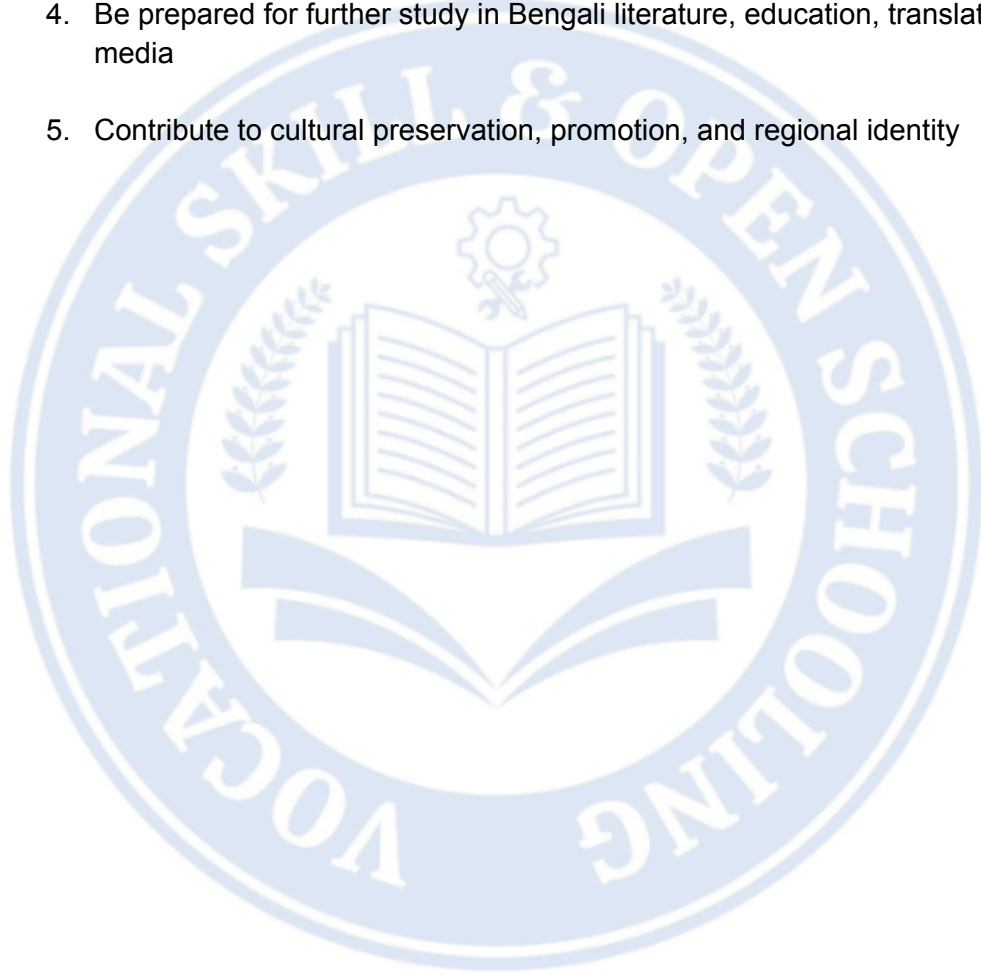 4. Be prepared for further study in Bengali literature, education,
media
5. Contribute to cultural preservation, promotion, and regional identity
VOCATIONAL SKILL & OPEN SCHOOLING